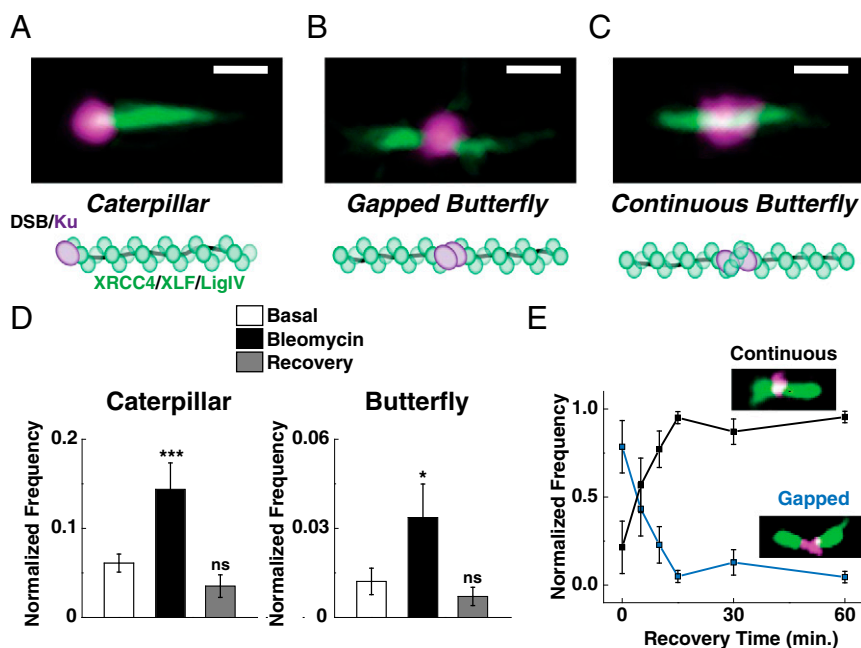 A
B
C
Caterpillar
Gapped Butterfly
Continuous Butterfly
DSB/Ku
XRCC4/XLF/LigIV
D
Basal
Bleomycin
Recovery
Caterpillar
Normalized Frequency
0.2
0.1
0
***
ns
Butterfly
Normalized Frequency
0.06
0.03
0
*
ns
E
Continuous
Gapped
Normalized Frequency
1.0
0.5
0.0
0
30
60
Recovery Time (min.)